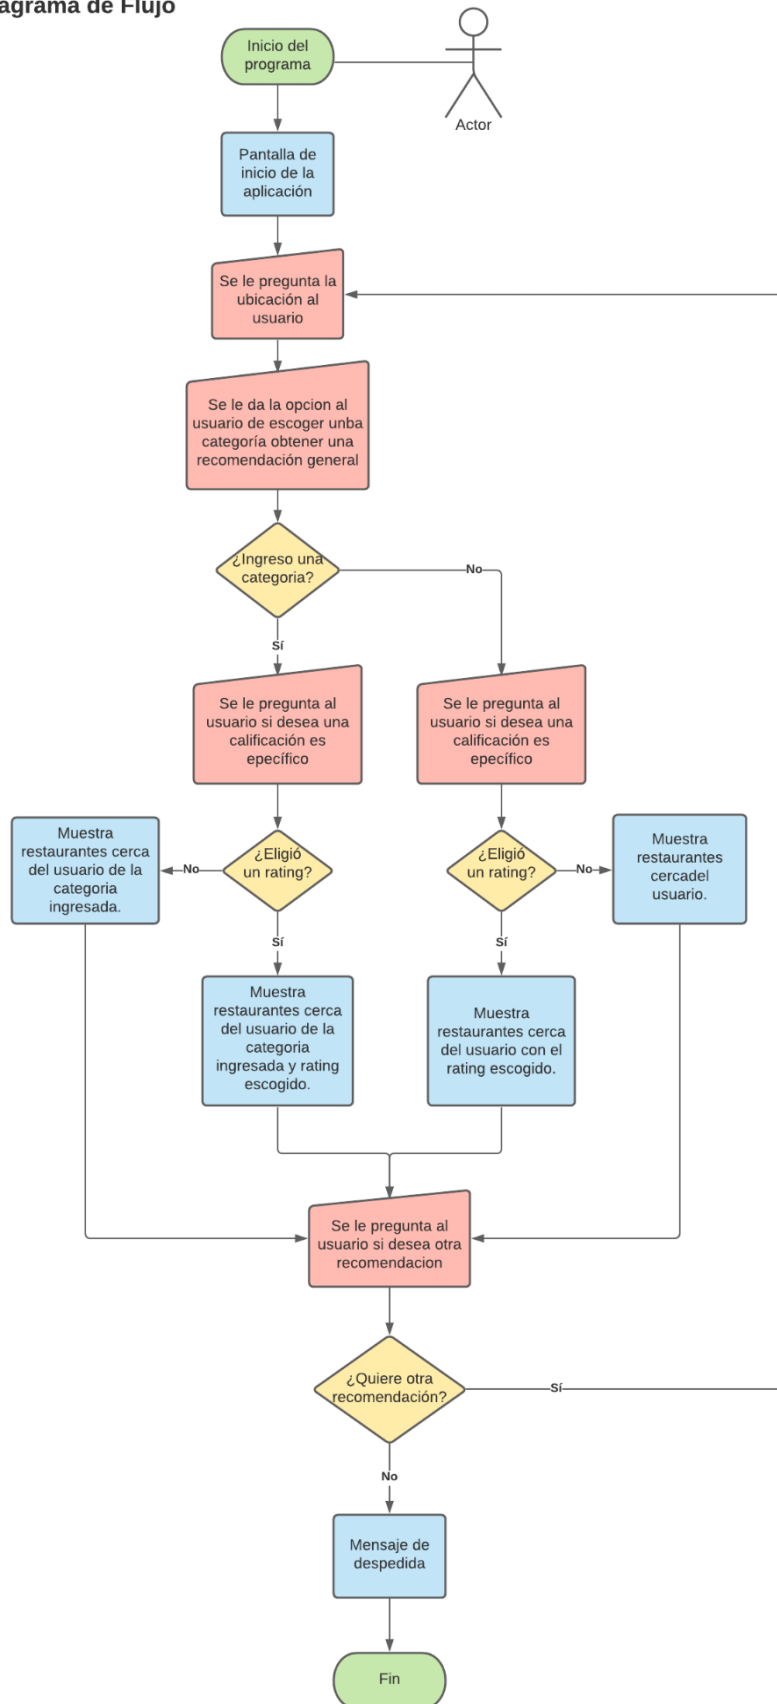 agrama de Flujo
Inicio del
programa
Actor
Pantalla de
inicio de la
aplicación
Se le pregunta la
ubicación al
usuario
Se le da la opcion al
usuario de escoger unba
categoría obtener una
recomendación general
¿Ingreso una
categoria?
No
Sí
Se le pregunta al
usuario si desea una
calificación es
epecífico
Se le pregunta al
usuario si desea una
calificación es
epecífico
Muestra
restaurantes cerca
del usuario de la
categoria
ingresada.
No
¿Eligió
un rating?
¿Eligió
un rating?
No
Muestra
restaurantes
cercadel
usuario.
Sí
Sí
Muestra
restaurantes cerca
del usuario de la
categoria
ingresada y rating
escogido.
Muestra
restaurantes cerca
del usuario con el
rating escogido.
Se le pregunta al
usuario si desea otra
recomendacion
¿Quiere otra
recomendación?
Sí
No
Mensaje de
despedida
Fin